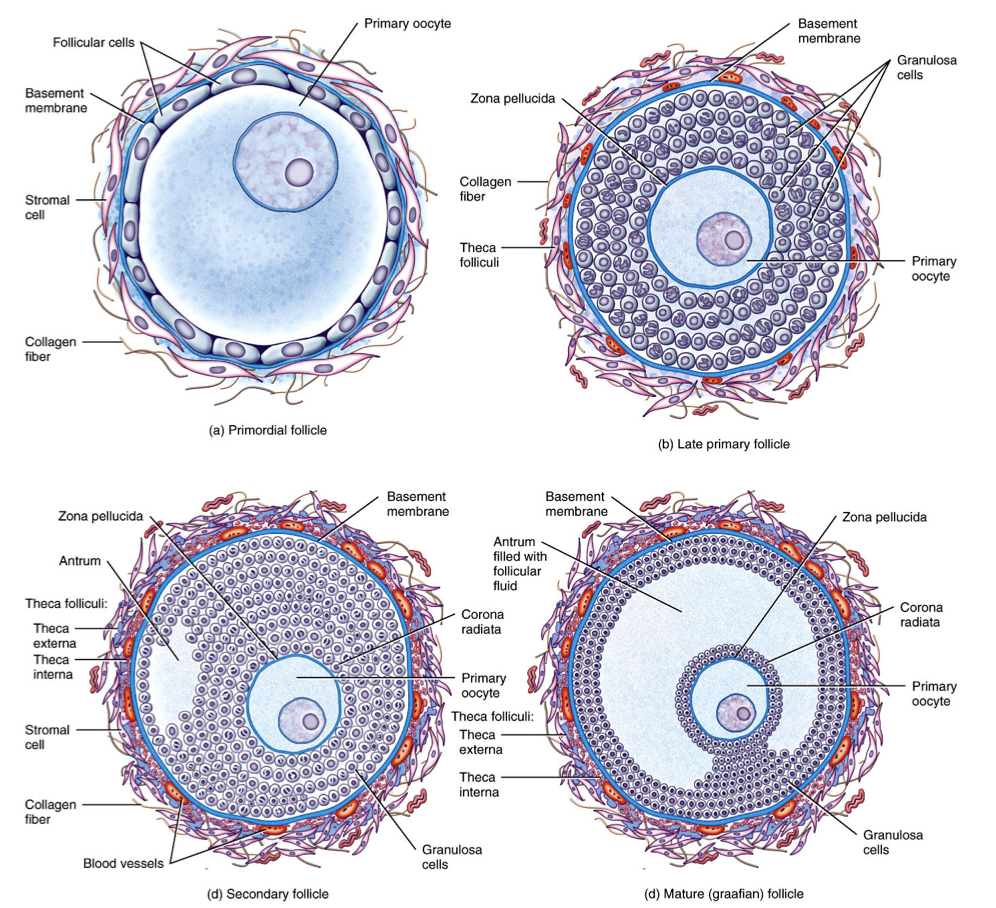 Primary oocyte
Follicular cells
Basement
membrane
Stromal
cell
Collagen
fiber
(a) Primordial follicle
Basement
membrane
Granulosa
cells
Zona pellucida
Collagen
fiber
Theca
folliculi
Primary
oocyte
(b) Late primary follicle
Basement
membrane
Zona pellucida
Antrum
Theca folliculi:
Theca
externa
Theca
interna
Corona
radiata
Primary
oocyte
Stromal
cell
Collagen
fiber
Blood vessels
Granulosa
cells
(d) Secondary follicle
Basement
membrane
Zona pellucida
Antrum
filled with
follicular
fluid
Corona
radiata
Primary
oocyte
Theca folliculi:
Theca
externa
Theca
interna
Granulosa
cells
(d) Mature (graafian) follicle